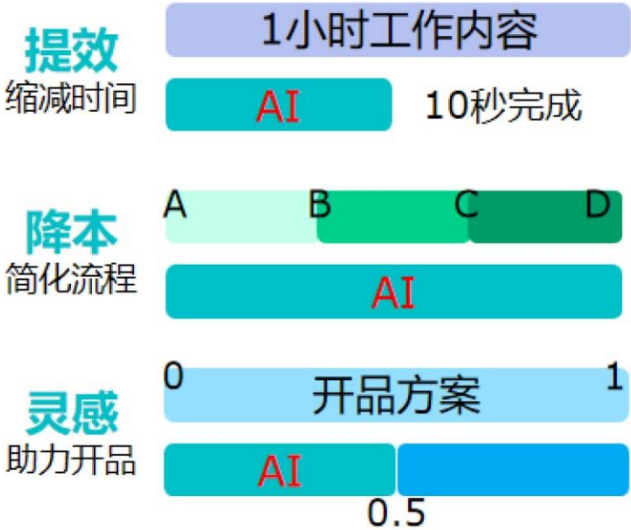 提效
缩减时间
1小时工作内容
AI
10秒完成
降本
简化流程
A B C D
AI
灵感
助力开品
0 开品方案 1
AI
0.5